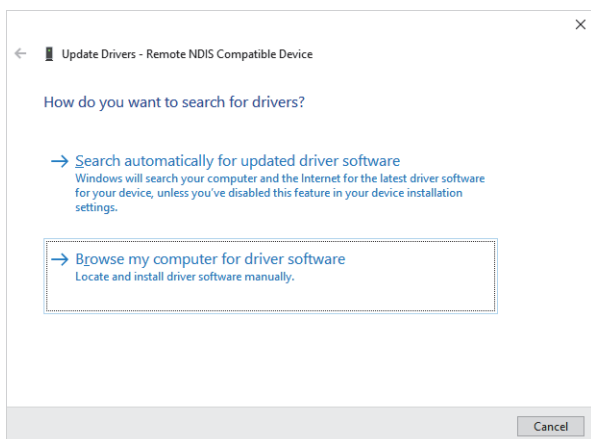 Update Drivers - Remote NDIS Compatible Device
How do you want to search for drivers?
Search automatically for updated driver software
Windows will search your computer and the Internet for the latest driver software
for your device, unless you've disabled this feature in your device installation
settings.
Browse my computer for driver software
Locate and install driver software manually.
Cancel